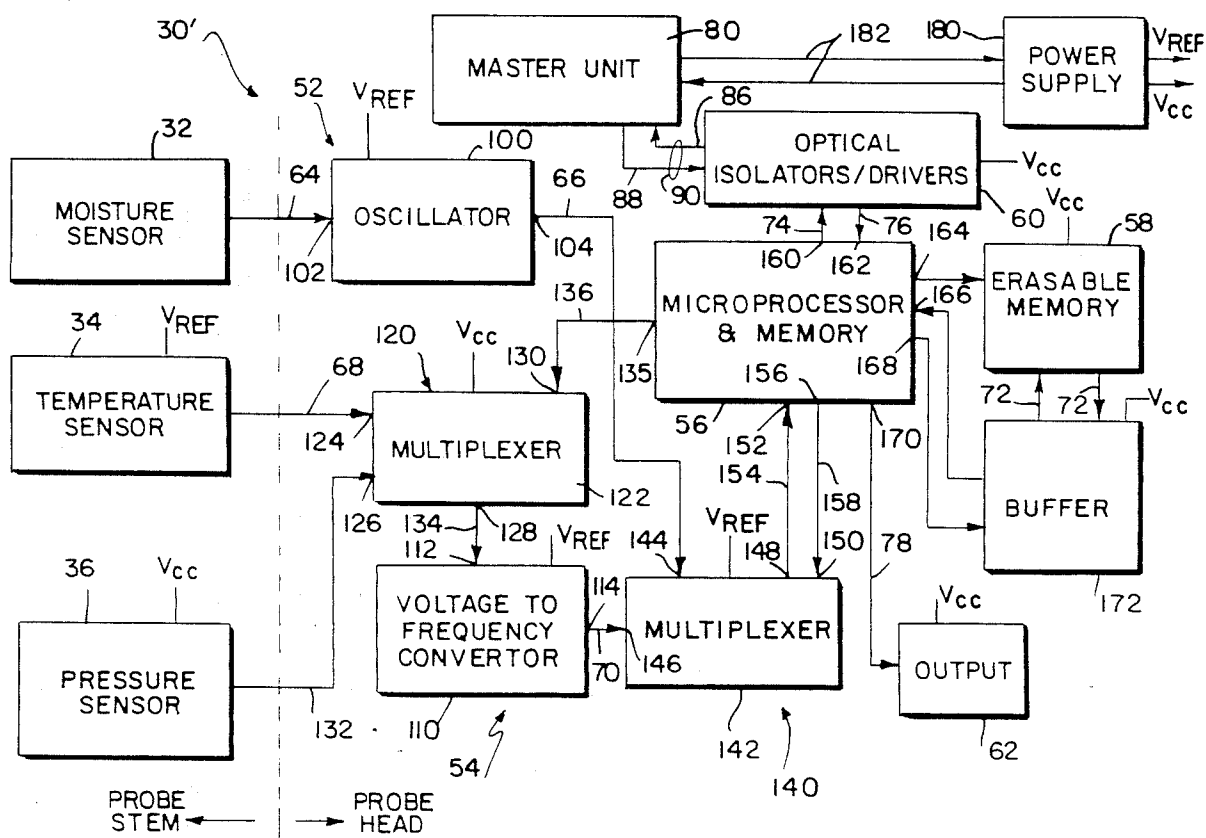 30'
80
MASTER UNIT
182
180
POWER
SUPPLY
VREF
Vcc
52
VREF
86
88
90
OPTICAL
ISOLATORS/DRIVERS
Vcc
60
32
MOISTURE
SENSOR
64
102
100
OSCILLATOR
104
66
74
76
160
162
164
166
168
Vcc
58
ERASABLE
MEMORY
MICROPROCESSOR
& MEMORY
136
135
56
152
156
170
72
72
Vcc
34
VREF
TEMPERATURE
SENSOR
68
124
120
Vcc
130
MULTIPLEXER
122
126
134
128
154
158
BUFFER
172
36
Vcc
PRESSURE
SENSOR
132
112
VREF
VOLTAGE TO
FREQUENCY
CONVERTOR
110
114
70
54
144
VREF
148
150
146
MULTIPLEXER
142
140
78
Vcc
OUTPUT
62
PROBE
STEM
PROBE
HEAD